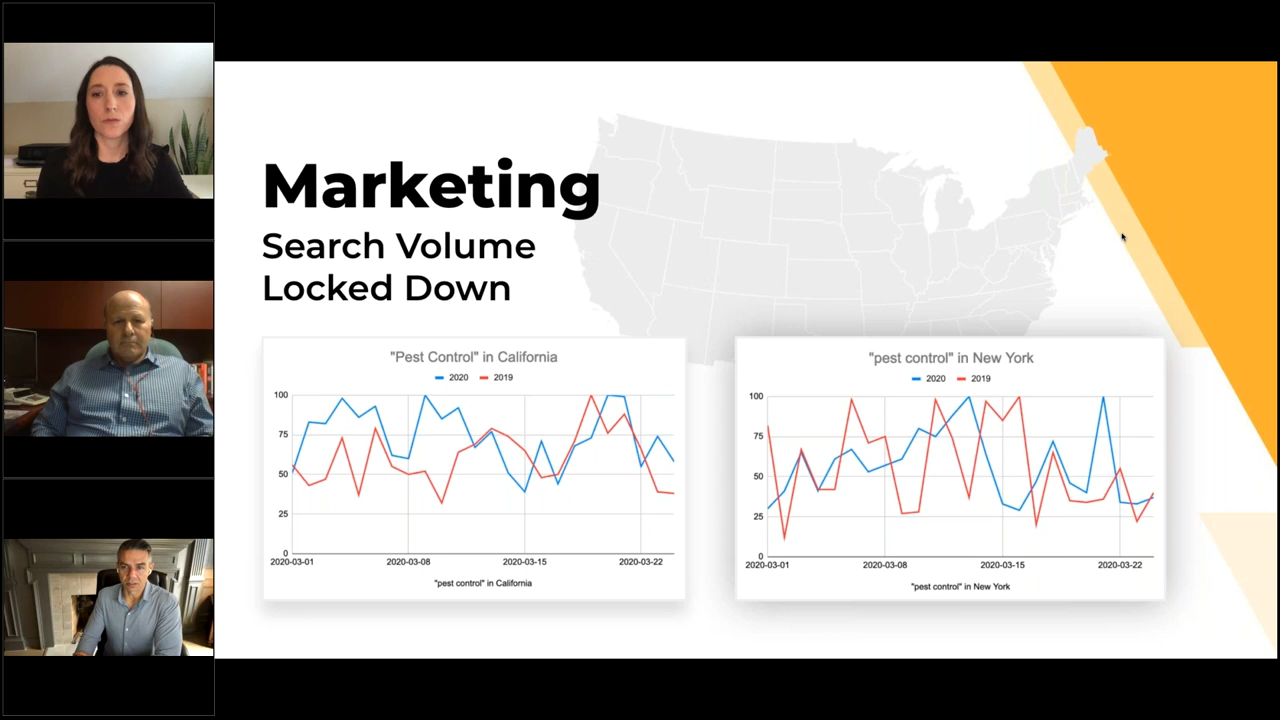 Marketing
Search Volume
Locked Down
"Pest Control" in California
2020 2019
100
75
50
25
0
2020-03-01 2020-03-08 2020-03-15 2020-03-22
"pest control" in California
"pest control" in New York
2020 2019
100
75
50
25
0
2020-03-01 2020-03-08 2020-03-15 2020-03-22
"pest control" in New York